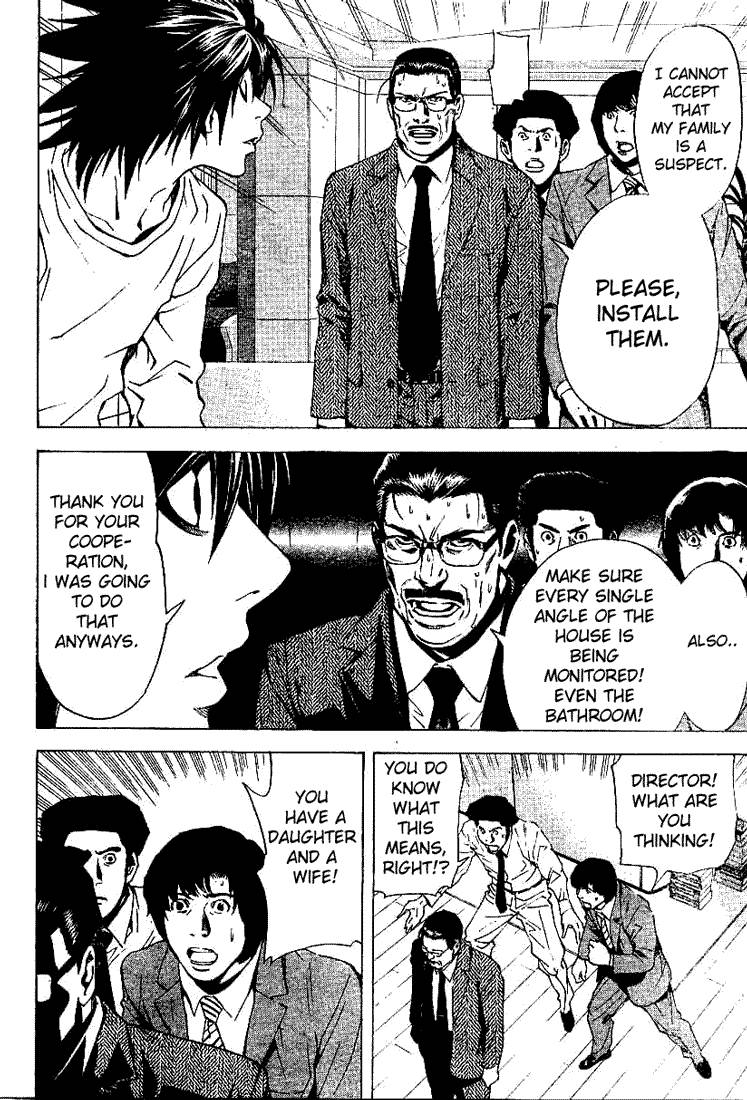 I CANNOT
ACCEPT
THAT
MY FAMILY
IS A
SUSPECT.
PLEASE,
INSTALL
THEM.
ALSO..
MAKE SURE
EVERY SINGLE
ANGLE OF THE
HOUSE IS
BEING
MONITORED!
EVEN THE
BATHROOM!
THANK YOU
FOR YOUR
COOPE-
RATION,
I WAS GOING
TO DO
THAT
ANYWAYS.
DIRECTOR!
WHAT ARE
YOU
THINKING!
YOU DO
KNOW
WHAT
THIS
MEANS,
RIGHT!?
YOU
HAVE A
DAUGHTER
AND A
WIFE!